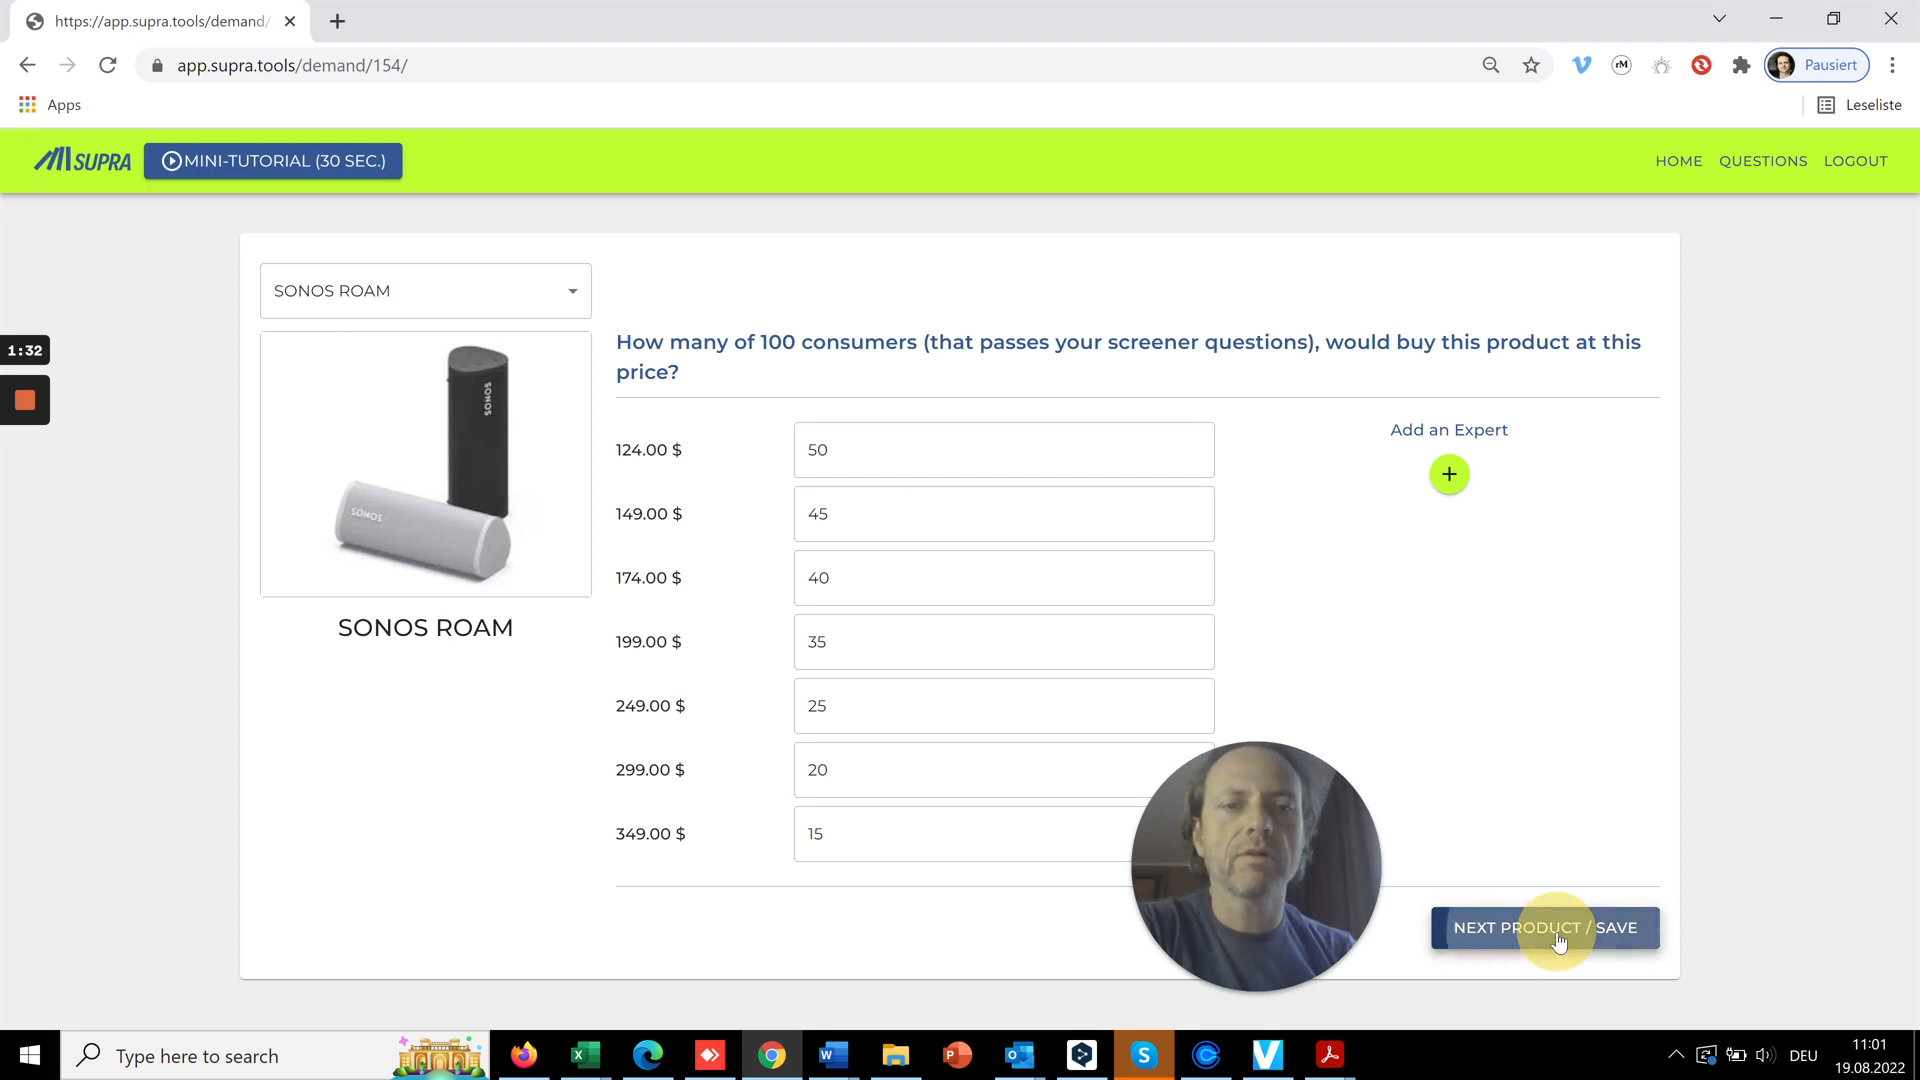 https://app.supra.tools/demand/
app.supra.tools/demand/154/
rM
Pausiert
Apps
Leseliste
SUPRA
MINI-TUTORIAL (30 SEC.)
HOME QUESTIONS LOGOUT
SONOS ROAM
1:32
SONOS
SONOS
SONOS ROAM
How many of 100 consumers (that passes your screener questions), would buy this product at this
price?
Add an Expert
+
124.00 $ 50
149.00 $ 45
174.00 $ 40
199.00 $ 35
249.00 $ 25
299.00 $ 20
349.00 $ 15
NEXT PRODUCT / SAVE
Type here to search
DEU
11:01
19.08.2022